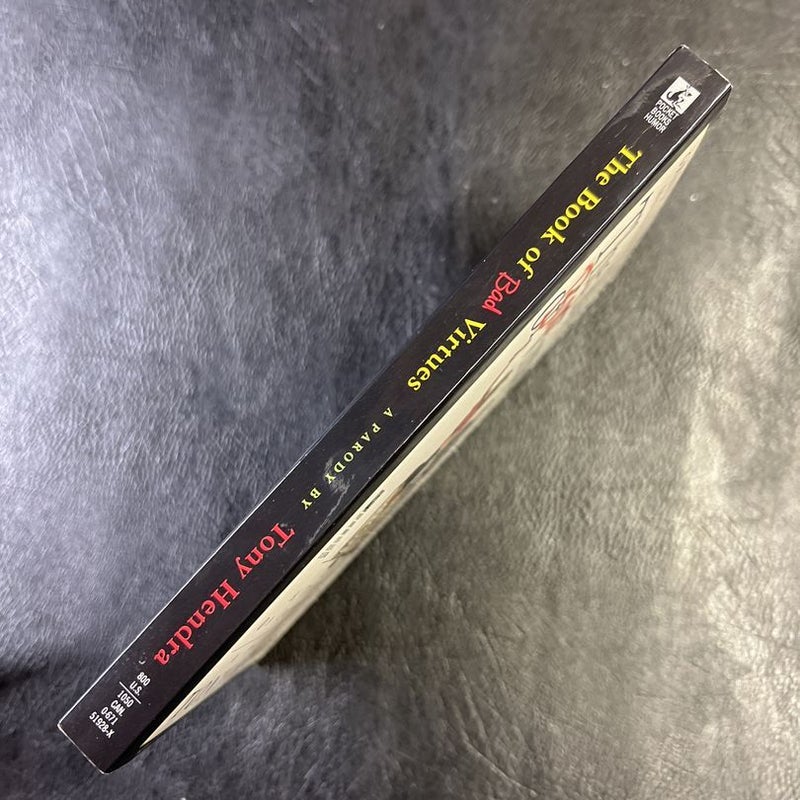 POCKET
BOOKS
HUMOR
The Book of Bad Virtues
A PARODY BY
Tony Hendra
800
U.S.
1050
CAN.
0-671
51928-X